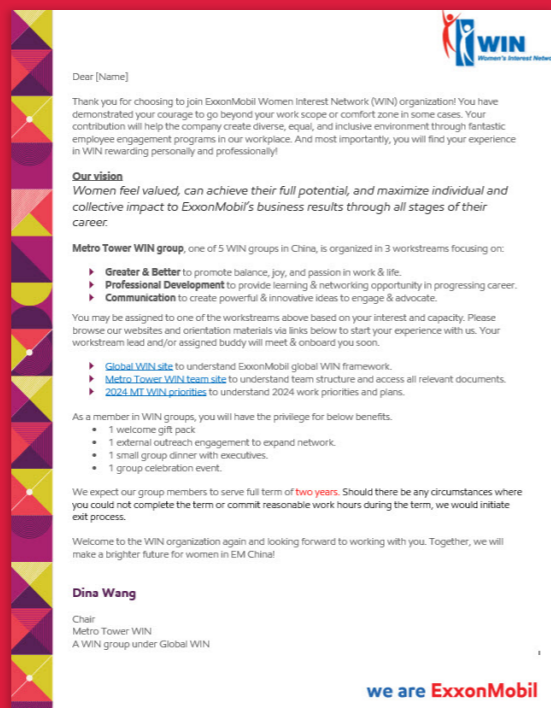 WIN
Women's Interest Netw
Dear [Name]
Thank you for choosing to join ExxonMobil Women Interest Network (WIN) organization! You have
demonstrated your courage to go beyond your work scope or comfort zone in some cases. Your
contribution will help the company create diverse, equal, and inclusive environment through fantastic
employee engagement programs in our workplace. And most importantly, you will find your experience
in WIN rewarding personally and professionally!
Our vision
Women feel valued, can achieve their full potential, and maximize individual and
collective impact to ExxonMobil's business results through all stages of their
career.
Metro Tower WIN group, one of 5 WIN groups in China, is organized in 3 workstreams focusing on:
Greater & Better to promote balance, joy, and passion in work & life.
Professional Development to provide learning & networking opportunity in progressing career.
Communication to create powerful & innovative ideas to engage & advocate.
You may be assigned to one of the workstreams above based on your interest and capacity. Please
browse our websites and orientation materials via links below to start your experience with us. Your
workstream lead and/or assigned buddy will meet & onboard you soon.
Global WIN site to understand ExxonMobil global WIN framework.
Metro Tower WIN team site to understand team structure and access all relevant documents.
2024 MT WIN priorities to understand 2024 work priorities and plans.
As a member in WIN groups, you will have the privilege for below benefits.
• 1 welcome gift pack
• 1 external outreach engagement to expand network.
• 1 small group dinner with executives.
• 1 group celebration event.
We expect our group members to serve full term of two years. Should there be any circumstances where
you could not complete the term or commit reasonable work hours during the term, we would initiate
exit process.
Welcome to the WIN organization again and looking forward to working with you. Together, we will
make a brighter future for women in EM China!
Dina Wang
Chair
Metro Tower WIN
A WIN group under Global WIN
we are ExxonMobil